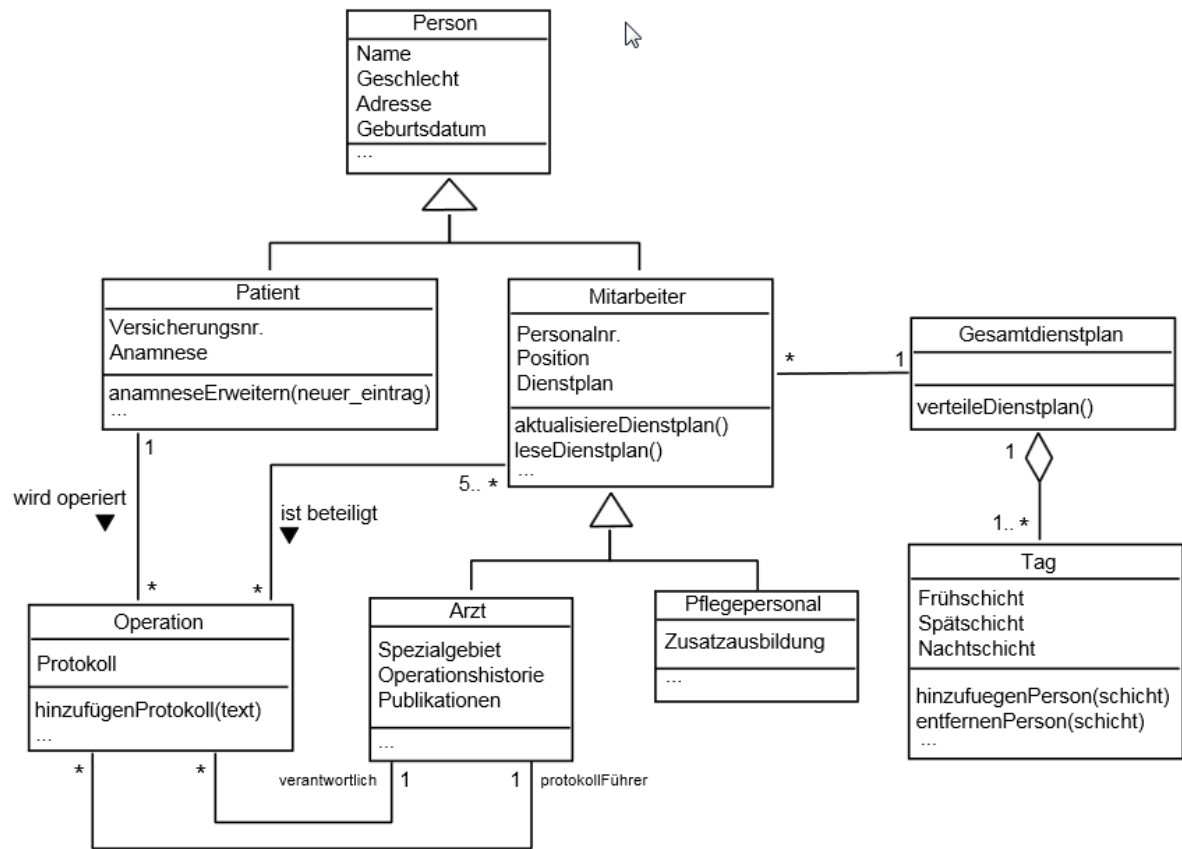 Person
Name
Geschlecht
Adresse
Geburtsdatum
...
Patient
Versicherungsnr.
Anamnese
anamneseErweitern(neuer_eintrag)
...
Mitarbeiter
Personalnr.
Position
Dienstplan
aktualisiereDienstplan()
leseDienstplan()
...
*
1
Gesamtdienstplan
verteileDienstplan()
1
1
wird operiert
*
5.. *
ist beteiligt
*
1.. *
Operation
Protokoll
hinzufügenProtokoll(text)
...
Arzt
Spezialgebiet
Operationshistorie
Publikationen
...
Pflegepersonal
Zusatzausbildung
...
Tag
Frühschicht
Spätschicht
Nachtschicht
hinzufuegenPerson(schicht)
entfernenPerson(schicht)
...
*
*
verantwortlich
1
1
protokollFührer